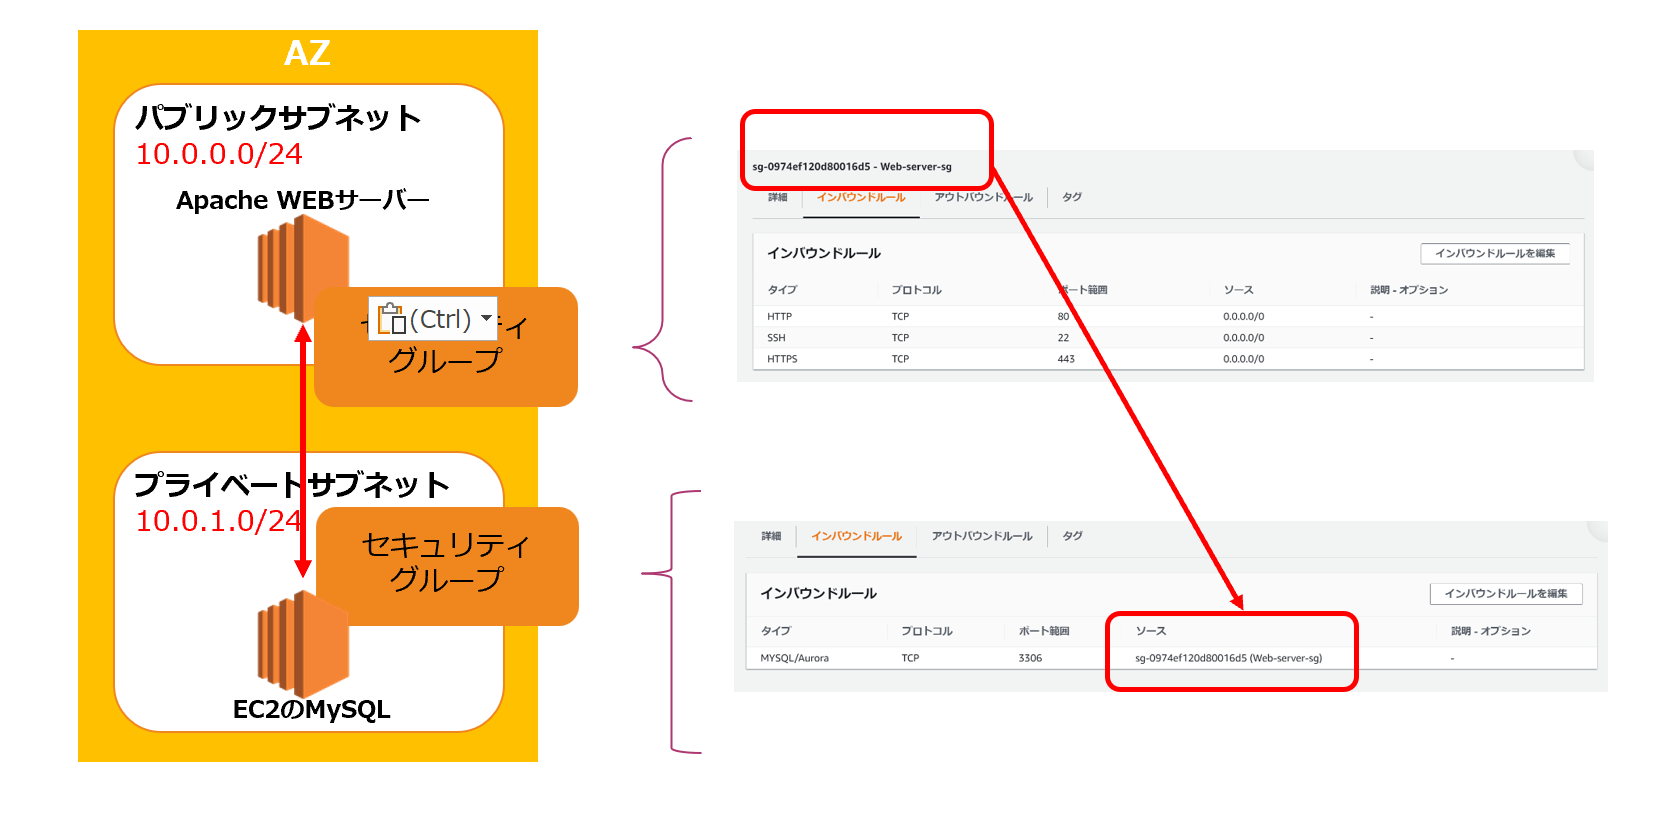 AZ
パブリックサブネット
10.0.0.0/24
Apache WEBサーバー
(Ctrl)
ィ
グループ
プライベートサブネット
10.0.1.0/24
セキュリティ
グループ
EC2のMySQL
sg-0974ef120d80016d5 - Web-server-sg
詳細 インバウンドルール アウトバウンドルール タグ
インバウンドルール インバウンドルールを編集
タイプ プロトコル ポート範囲 ソース 説明 - オプション
HTTP TCP 80 0.0.0.0/0 -
SSH TCP 22 0.0.0.0/0 -
HTTPS TCP 443 0.0.0.0/0 -
詳細 インバウンドルール アウトバウンドルール タグ
インバウンドルール インバウンドルールを編集
タイプ プロトコル ポート範囲 ソース 説明 - オプション
MYSQL/Aurora TCP 3306 sg-0974ef120d80016d5 (Web-server-sg) -